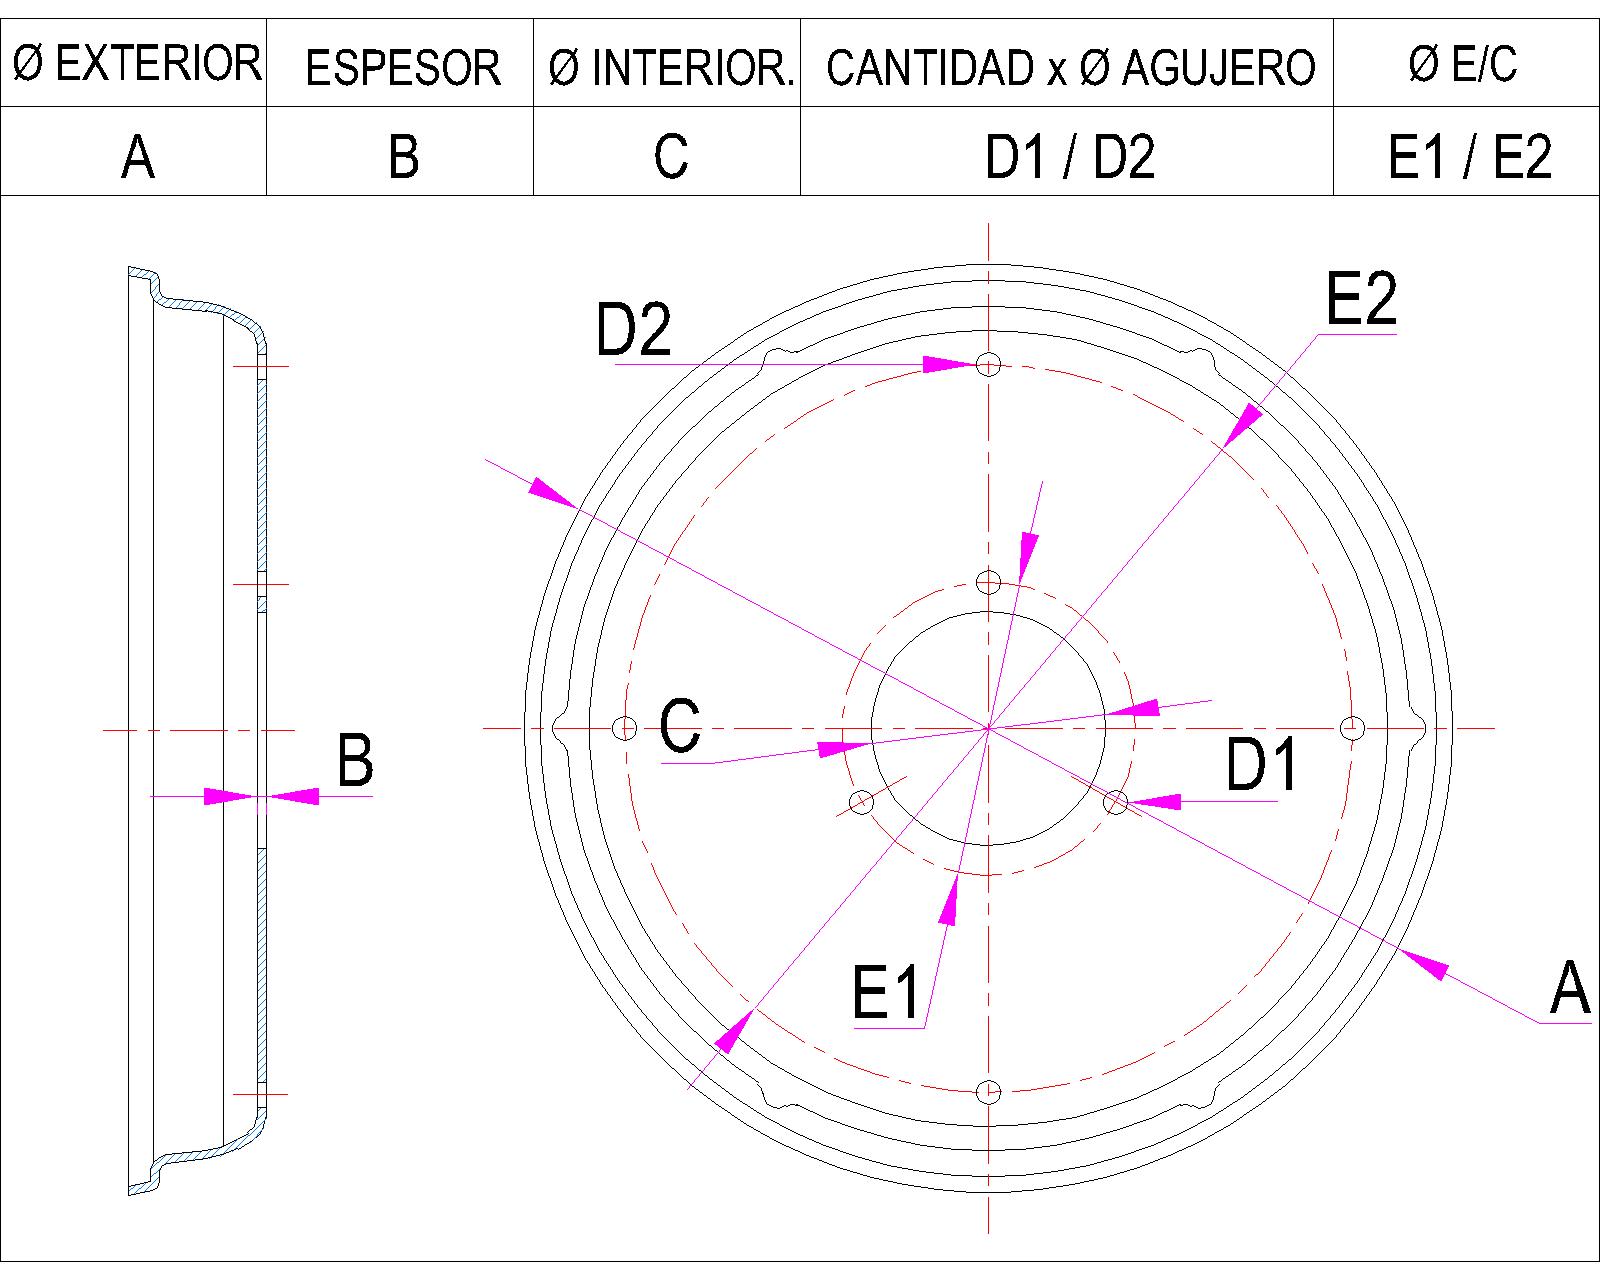 Ø EXTERIOR ESPESOR Ø INTERIOR. CANTIDAD x Ø AGUJERO Ø E/C
A B C D1 / D2 E1 / E2
E2
D2
C
B
D1
E1
A